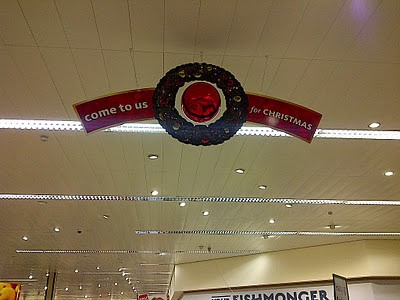 come to us
for CHRISTMAS
FISHMONGER